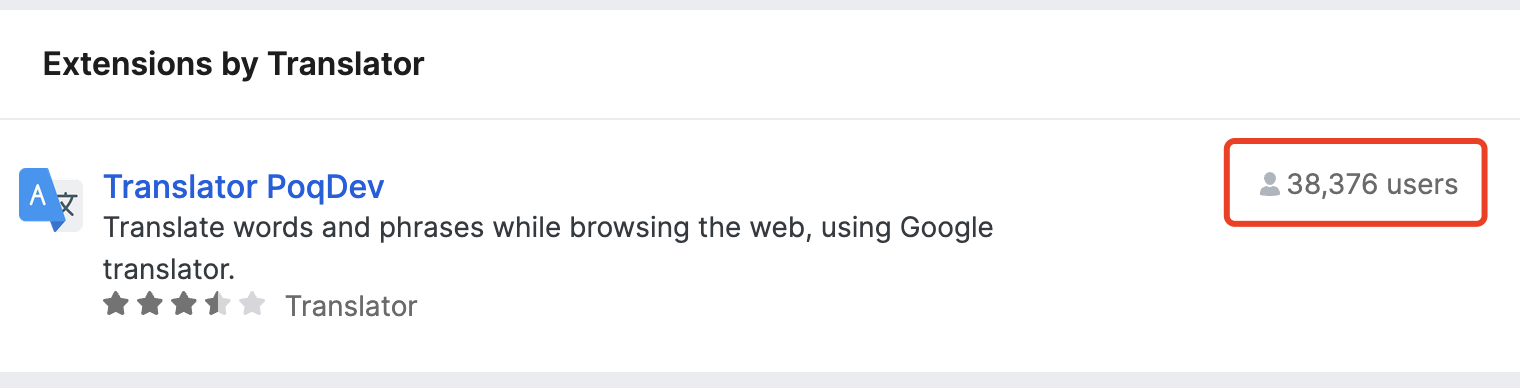 Extensions by Translator
A 文
Translator PoqDev
38,376 users
Translate words and phrases while browsing the web, using Google
translator.
Translator